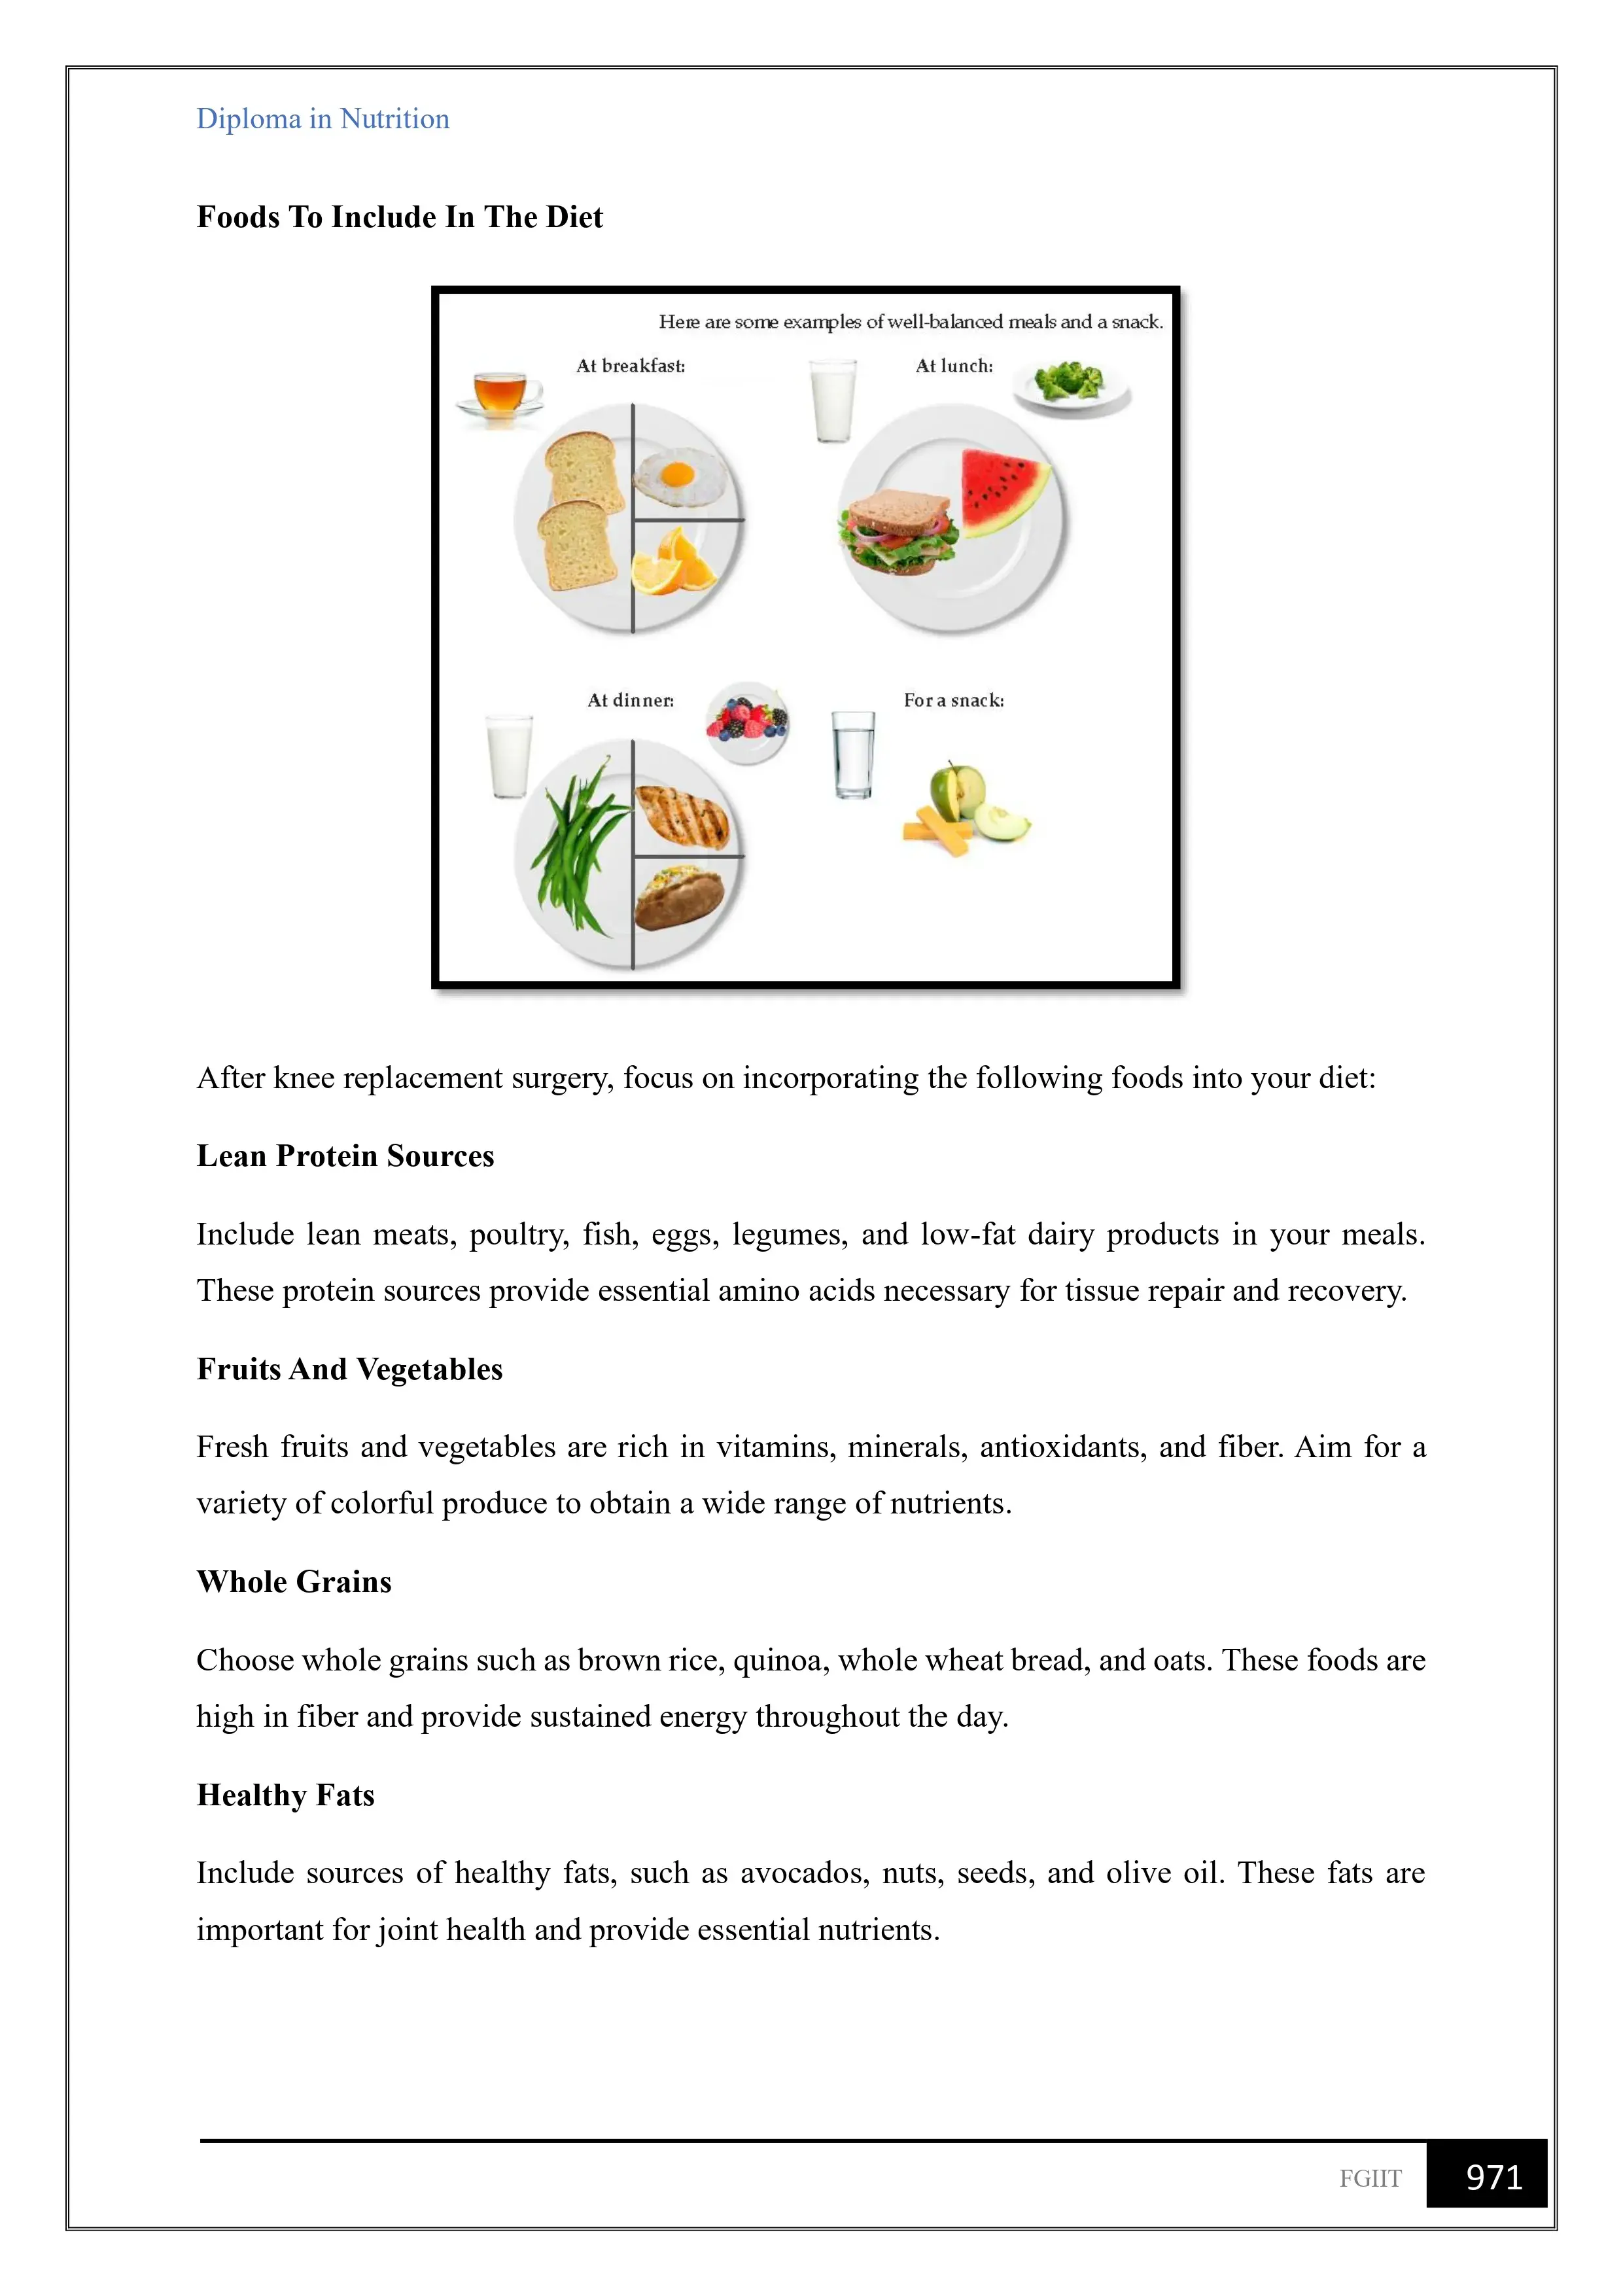 Diploma in Nutrition
Foods To Include In The Diet
Here are some examples of well-balanced meals and a snack.
At breakfast:
At lunch:
At dinner:
For a snack:
After knee replacement surgery, focus on incorporating the following foods into your diet:
Lean Protein Sources
Include lean meats, poultry, fish, eggs, legumes, and low-fat dairy products in your meals.
These protein sources provide essential amino acids necessary for tissue repair and recovery.
Fruits And Vegetables
Fresh fruits and vegetables are rich in vitamins, minerals, antioxidants, and fiber. Aim for a
variety of colorful produce to obtain a wide range of nutrients.
Whole Grains
Choose whole grains such as brown rice, quinoa, whole wheat bread, and oats. These foods are
high in fiber and provide sustained energy throughout the day.
Healthy Fats
Include sources of healthy fats, such as avocados, nuts, seeds, and olive oil. These fats are
important for joint health and provide essential nutrients.
FGIIT
971